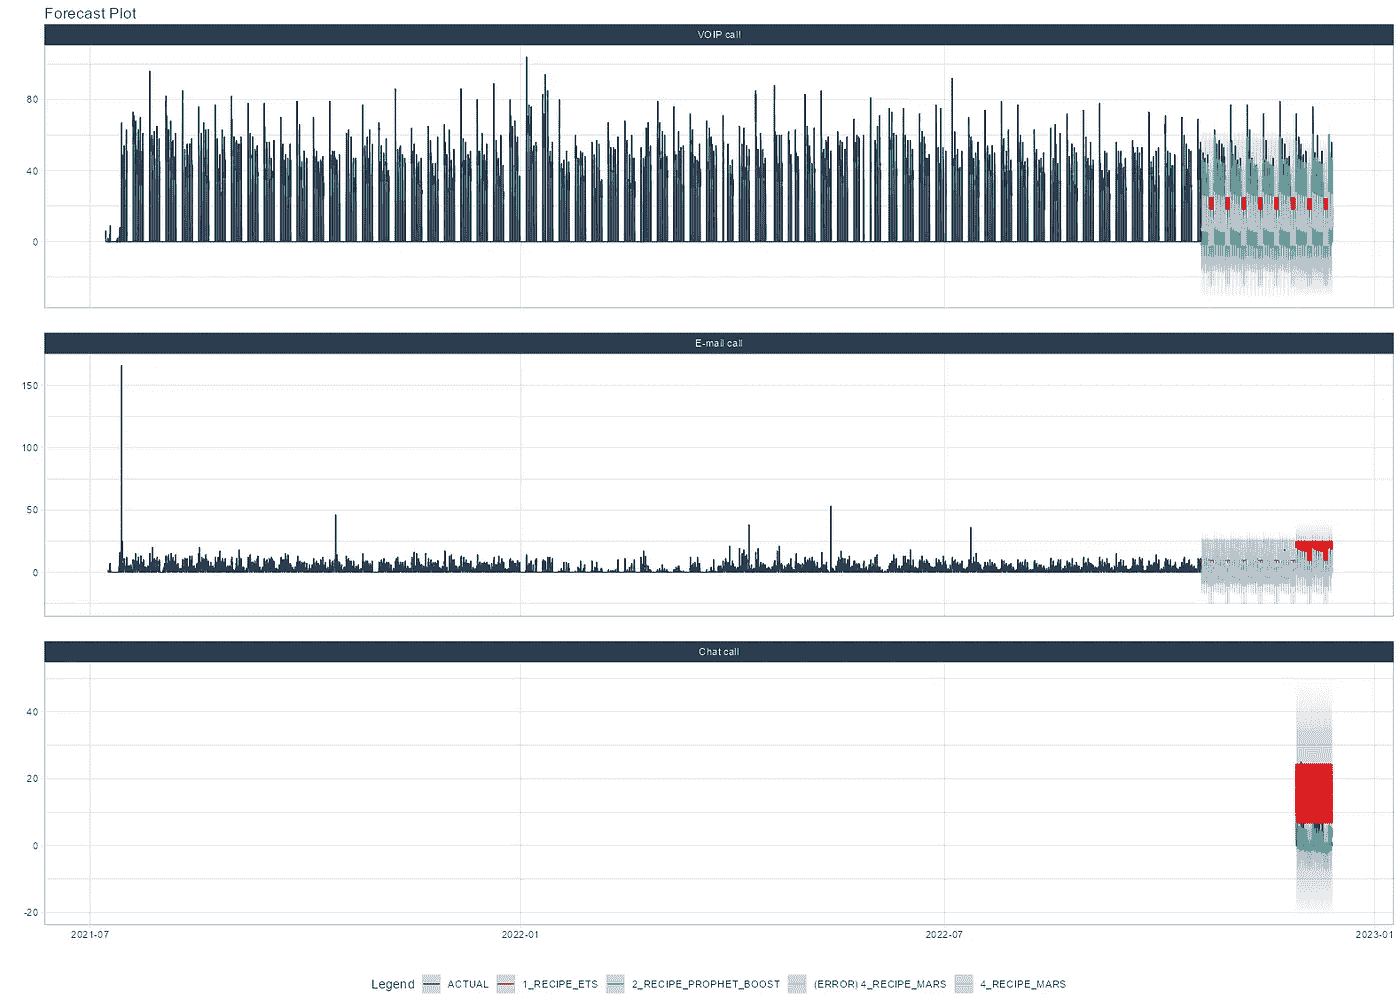 Forecast Plot
VOIP call
80
40
0
E-mail call
150
100
50
0
Chat call
40
20
0
-20
2021-07 2022-01 2022-07 2023-01
Legend ACTUAL 1_RECIPE_ETS 2_RECIPE_PROPHET_BOOST (ERROR) 4_RECIPE_MARS 4_RECIPE_MARS